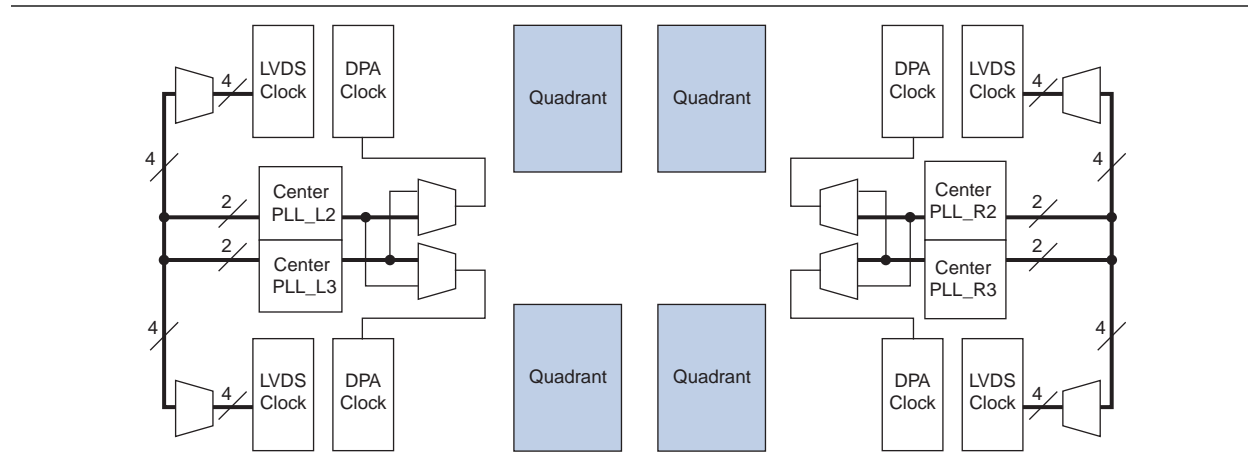 4
LVDS
Clock
DPA
Clock
Quadrant
Quadrant
DPA
Clock
LVDS
Clock
4
4
4
2
Center
PLL_L2
Center
PLL_R2
2
2
Center
PLL_L3
Center
PLL_R3
2
4
4
4
LVDS
Clock
DPA
Clock
Quadrant
Quadrant
DPA
Clock
LVDS
Clock
4